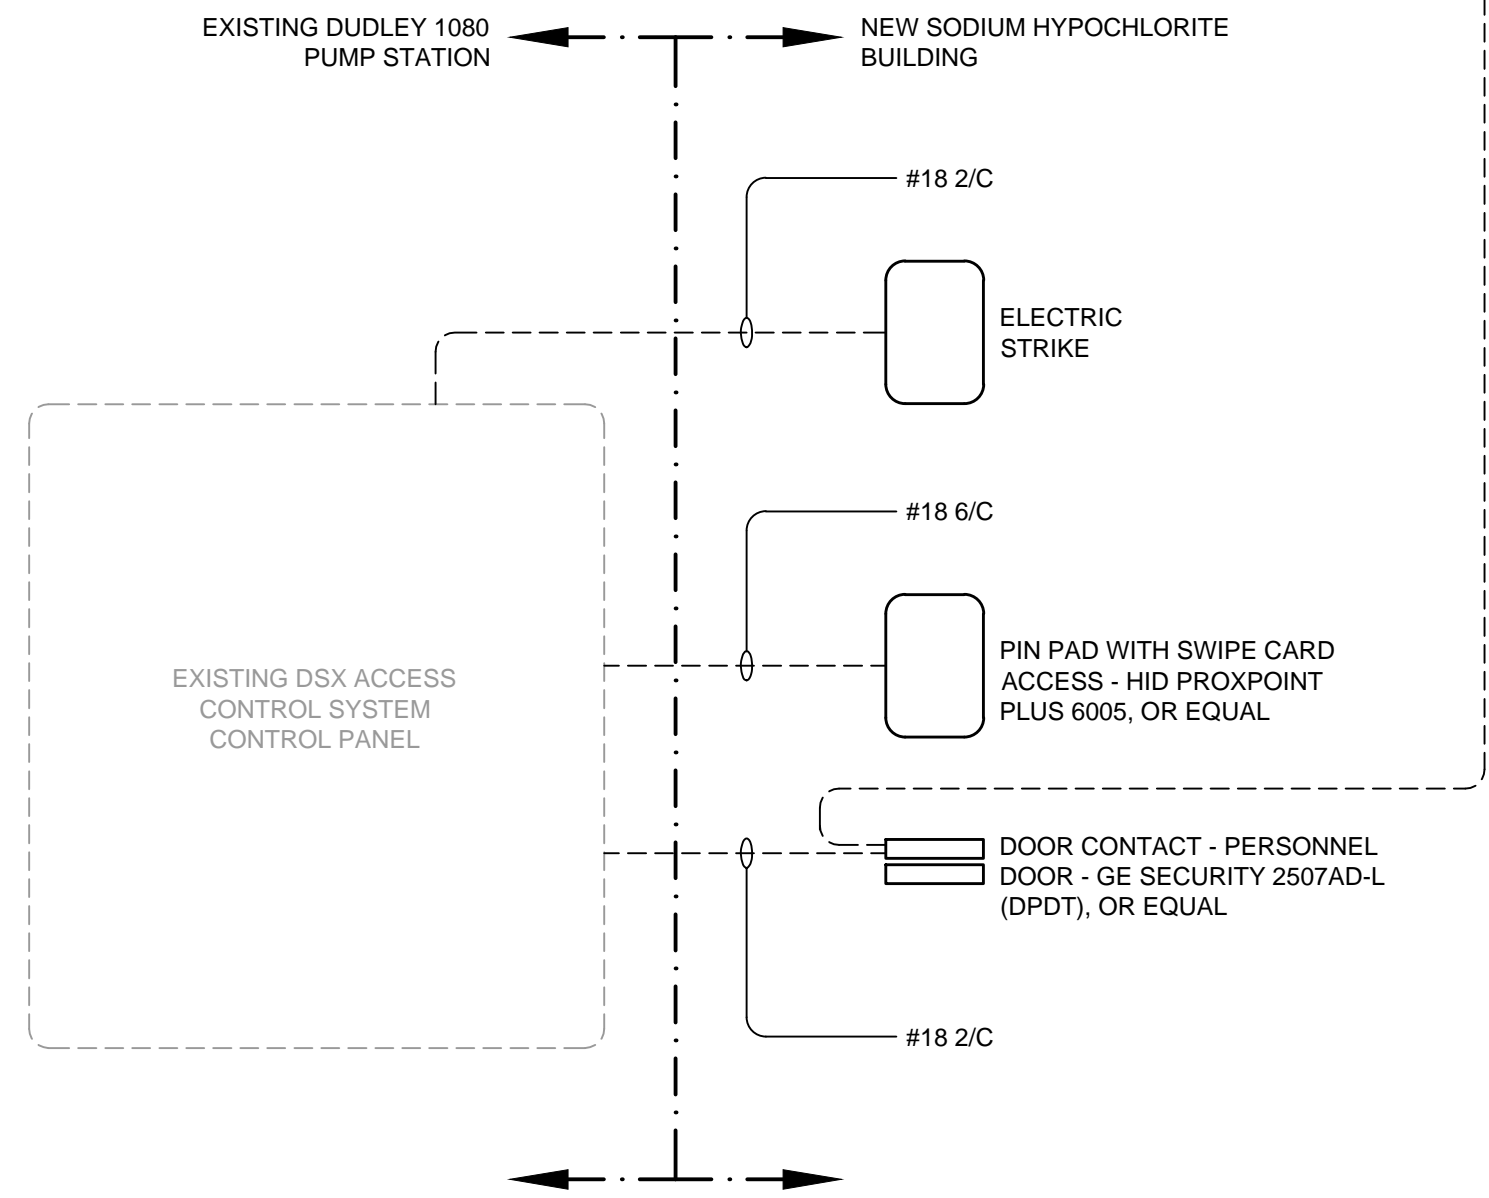 EXISTING DUDLEY 1080
PUMP STATION
NEW SODIUM HYPOCHLORITE
BUILDING
#18 2/C
ELECTRIC
STRIKE
#18 6/C
EXISTING DSX ACCESS
CONTROL SYSTEM
CONTROL PANEL
PIN PAD WITH SWIPE CARD
ACCESS - HID PROXPOINT
PLUS 6005, OR EQUAL
DOOR CONTACT - PERSONNEL
DOOR - GE SECURITY 2507AD-L
(DPDT), OR EQUAL
#18 2/C